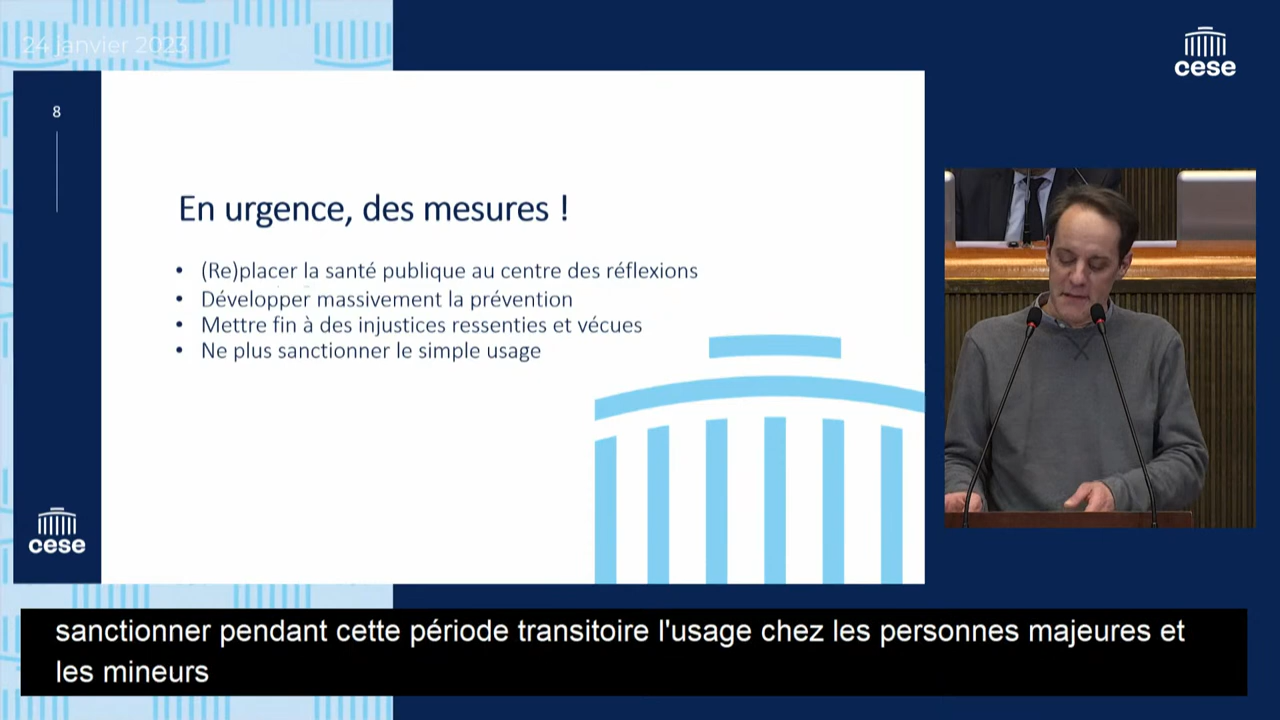 24 janvier 2023
cese
8
En urgence, des mesures !
• (Re)placer la santé publique au centre des réflexions
• Développer massivement la prévention
• Mettre fin à des injustices ressenties et vécues
• Ne plus sanctionner le simple usage
cese
sanctionner pendant cette période transitoire l'usage chez les personnes majeures et
les mineurs